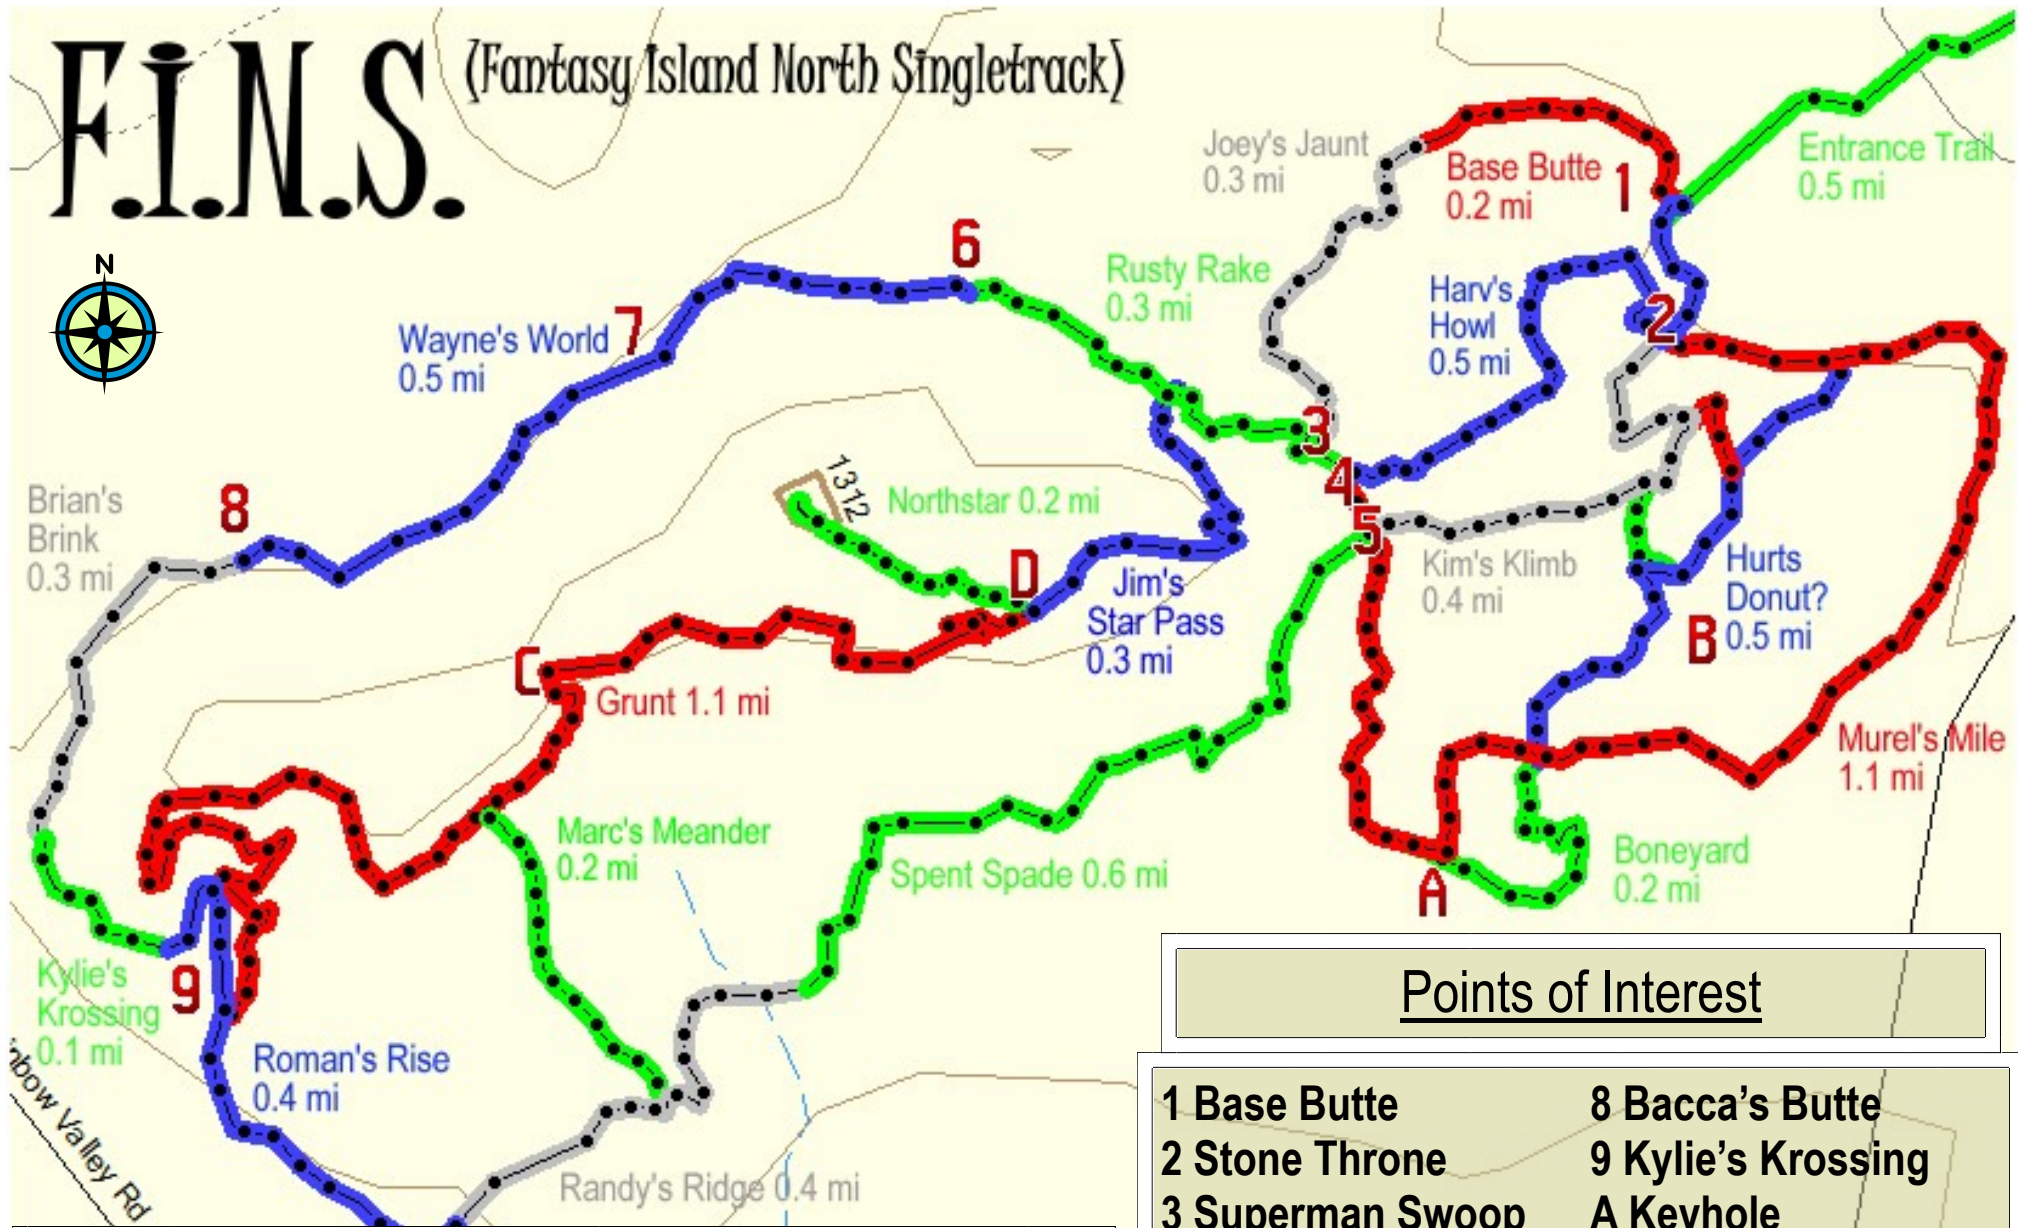 F.I.N.S.
(Fantasy Island North Singletrack)
N
Joey's Jaunt
0.3 mi
Base Butte
0.2 mi
1
Entrance Trail
0.5 mi
6
Rusty Rake
0.3 mi
Harv's
Howl
0.5 mi
2
Wayne's World
0.5 mi
7
3
4
5
1312
Northstar 0.2 mi
8
Brian's
Brink
0.3 mi
D
Jim's
Star Pass
0.3 mi
Kim's Klimb
0.4 mi
Hurts
Donut?
0.5 mi
B
C
Grunt 1.1 mi
Murel's Mile
1.1 mi
Marc's Meander
0.2 mi
Spent Spade 0.6 mi
Boneyard
0.2 mi
A
Kylie's
Krossing
0.1 mi
9
Roman's Rise
0.4 mi
nbow Valley Rd
Randy's Ridge 0.4 mi
Points of Interest
1 Base Butte
2 Stone Throne
3 Superman Swoop
8 Bacca’s Butte
9 Kylie’s Krossing
A Keyhole